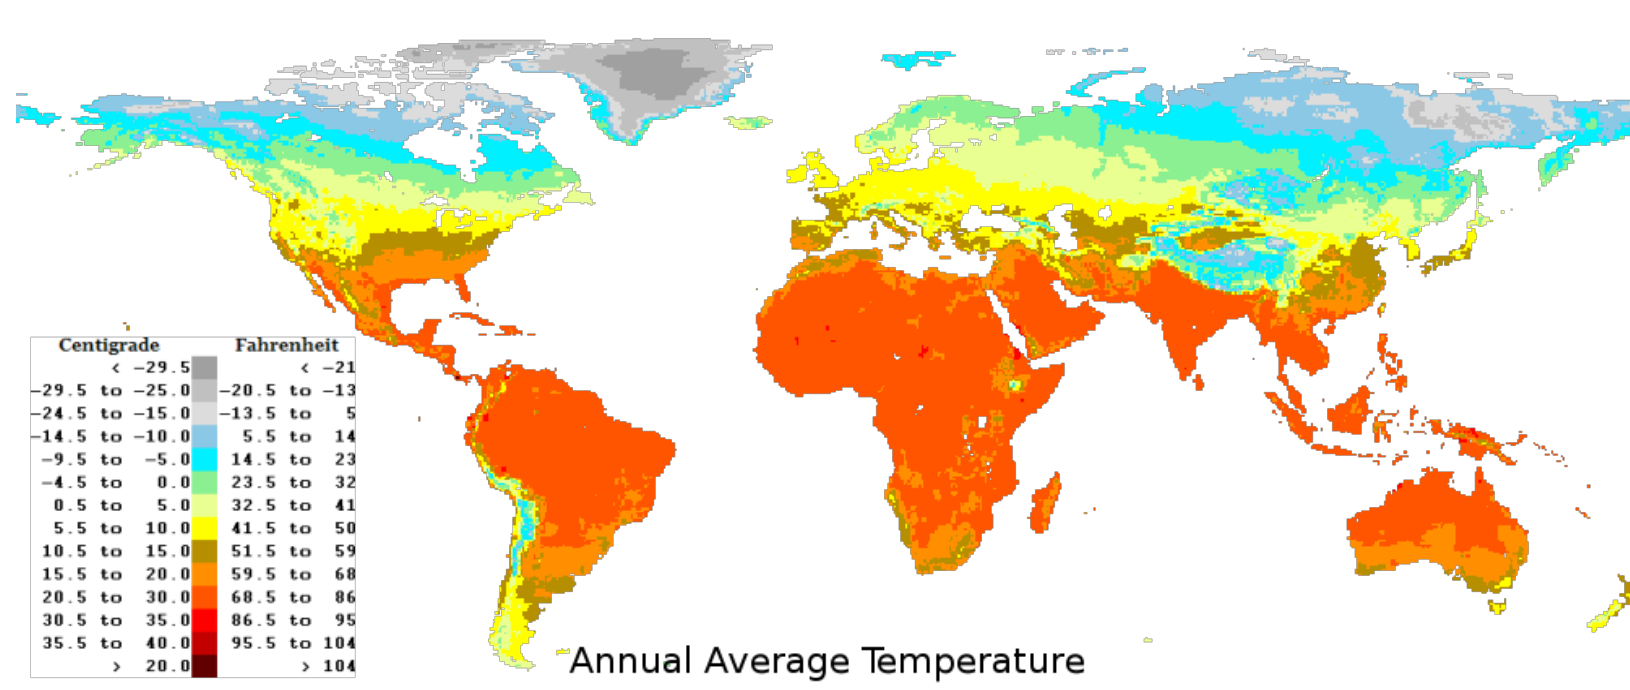 Centigrade Fahrenheit
< -29.5 < -21
-29.5 to -25.0 -20.5 to -13
-24.5 to -15.0 -13.5 to 5
-14.5 to -10.0 5.5 to 14
-9.5 to -5.0 14.5 to 23
-4.5 to 0.0 23.5 to 32
0.5 to 5.0 32.5 to 41
5.5 to 10.0 41.5 to 50
10.5 to 15.0 51.5 to 59
15.5 to 20.0 59.5 to 68
20.5 to 30.0 68.5 to 86
30.5 to 35.0 86.5 to 95
35.5 to 40.0 95.5 to 104
> 20.0 > 104
Annual Average Temperature